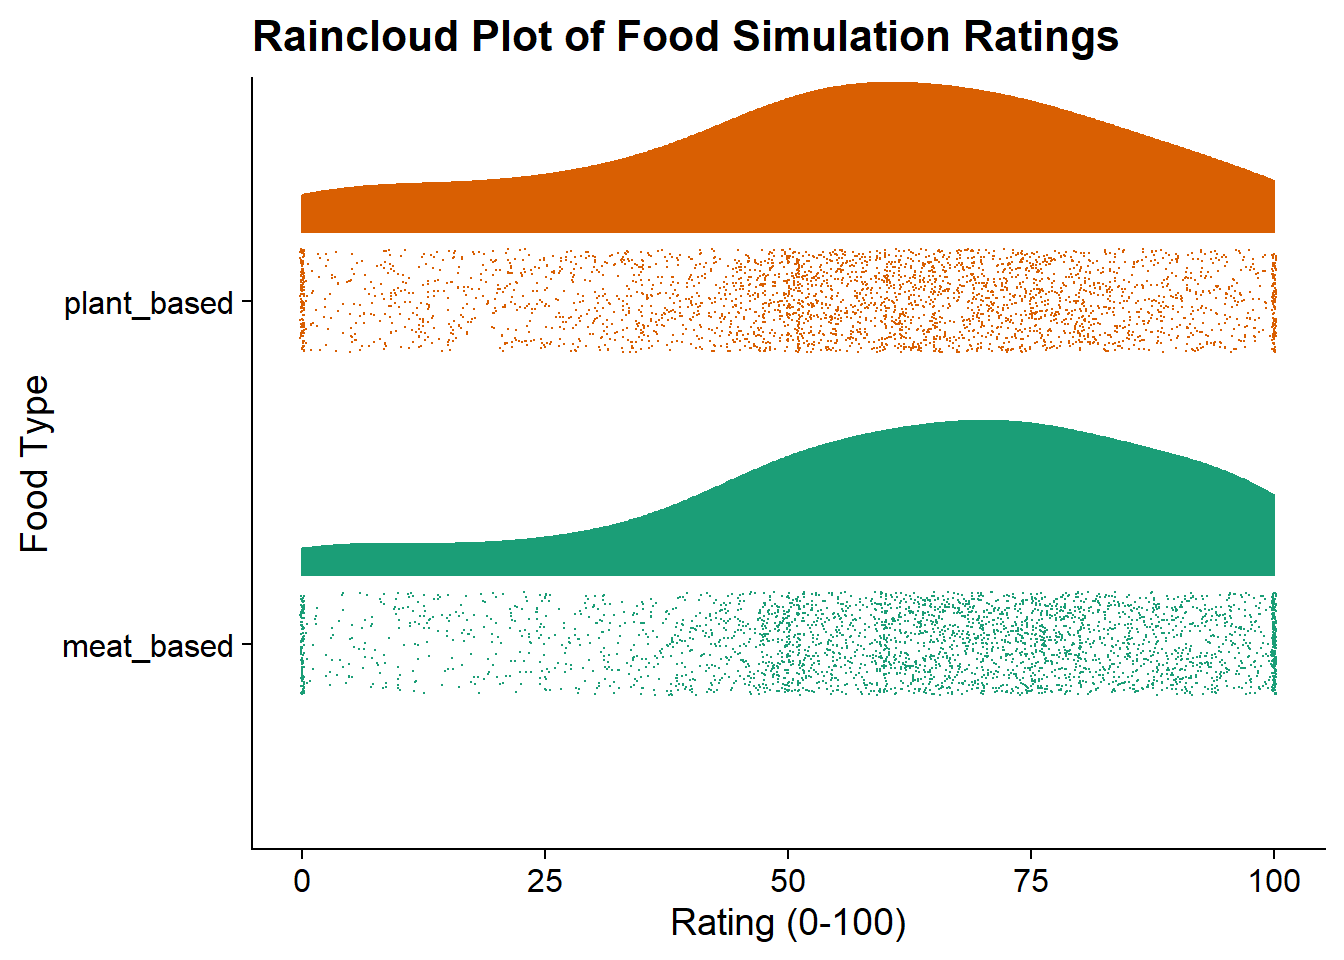 Raincloud Plot of Food Simulation Ratings
plant_based
Food Type
meat_based
0
25
50
75
100
Rating (0-100)